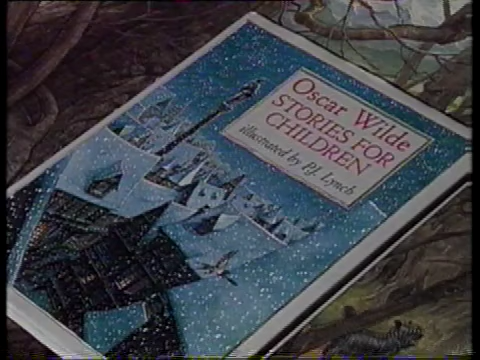 Oscar Wilde
STORIES FOR
CHILDREN
illustrated by P.J. Lynch